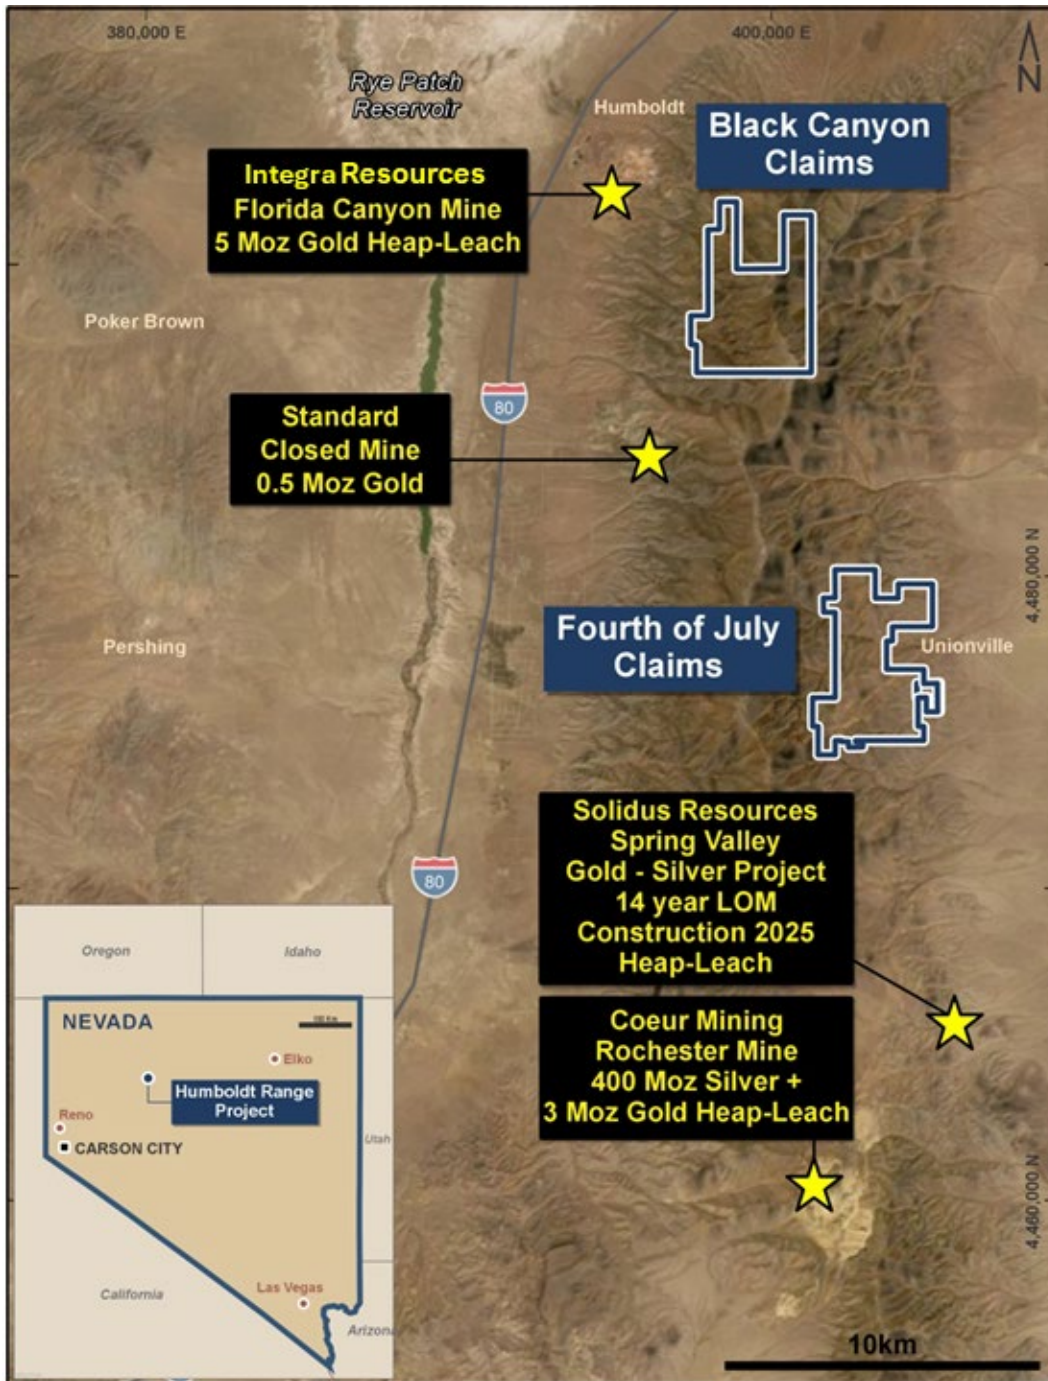 380,000 E
400,000 E
N
Rye Patch
Reservoir
Humboldt
Black Canyon
Claims
Integra Resources
Florida Canyon Mine
5 Moz Gold Heap-Leach
Poker Brown
80
Standard
Closed Mine
0.5 Moz Gold
4,480,000 N
Pershing
Fourth of July
Claims
Unionville
Solidus Resources
Spring Valley
Gold - Silver Project
14 year LOM
Construction 2025
Heap-Leach
80
Coeur Mining
Rochester Mine
400 Moz Silver +
3 Moz Gold Heap-Leach
4,460,000 N
10km
Oregon
Idaho
NEVADA
100 Km
Elko
Humboldt Range
Project
Reno
Utah
CARSON CITY
Las Vegas
California
Arizona